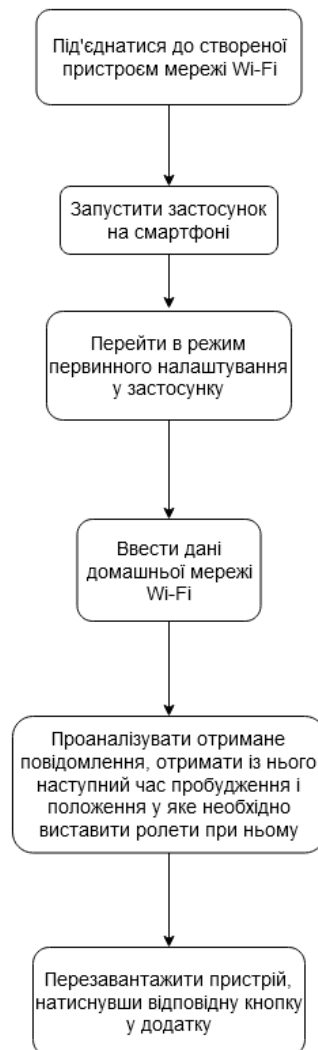 Під'єднатися до створеної
пристроєм мережі Wi-Fi
Запустити застосунок
на смартфоні
Перейти в режим
первинного налаштування
у застосунку
Ввести дані
домашньої мережі
Wi-Fi
Проаналізувати отримане
повідомлення, отримати із нього
наступний час пробудження і
положення у яке необхідно
виставити ролети при ньому
Перезавантажити пристрій,
натиснувши відповідну кнопку
у додатку